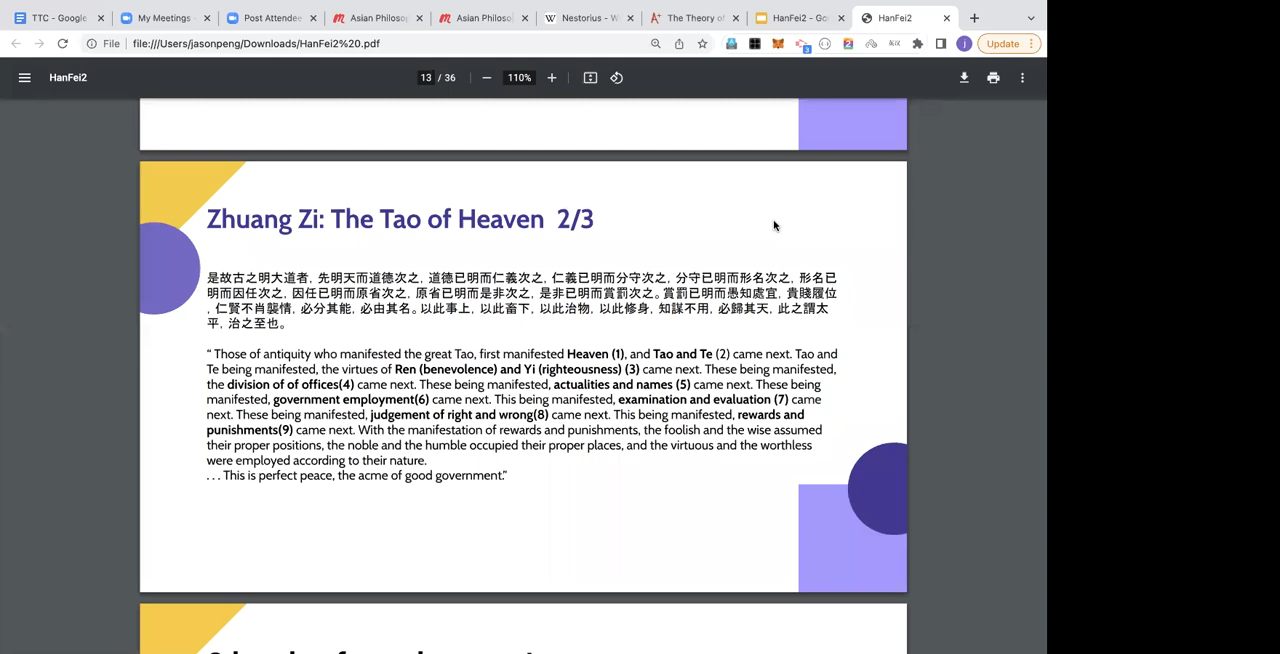 TTC - Google
My Meetings
Post Attendee
Asian Philosop
Asian Philosop
Nestorius - W
The Theory of
HanFei2 - Go
HanFei2
File
file:///Users/jasonpeng/Downloads/HanFei2%20.pdf
Update
HanFei2
13 / 36
110%
Zhuang Zi: The Tao of Heaven 2/3
是故古之明大道者, 先明天而道德次之, 道德已明而仁義次之, 仁義已明而分守次之, 分守已明而形名次之, 形名已
明而因任次之, 因任已明而原省次之, 原省已明而是非次之, 是非已明而賞罰次之。賞罰已明而愚知處宜, 貴賤履位
, 仁賢不肖襲情, 必分其能, 必由其名。以此事上, 以此畜下, 以此治物, 以此修身, 知謀不用, 必歸其天, 此之謂太
平, 治之至也。
“ Those of antiquity who manifested the great Tao, first manifested Heaven (1), and Tao and Te (2) came next. Tao and
Te being manifested, the virtues of Ren (benevolence) and Yi (righteousness) (3) came next. These being manifested,
the division of of offices(4) came next. These being manifested, actualities and names (5) came next. These being
manifested, government employment(6) came next. This being manifested, examination and evaluation (7) came
next. These being manifested, judgement of right and wrong(8) came next. This being manifested, rewards and
punishments(9) came next. With the manifestation of rewards and punishments, the foolish and the wise assumed
their proper positions, the noble and the humble occupied their proper places, and the virtuous and the worthless
were employed according to their nature.
. . . This is perfect peace, the acme of good government.”